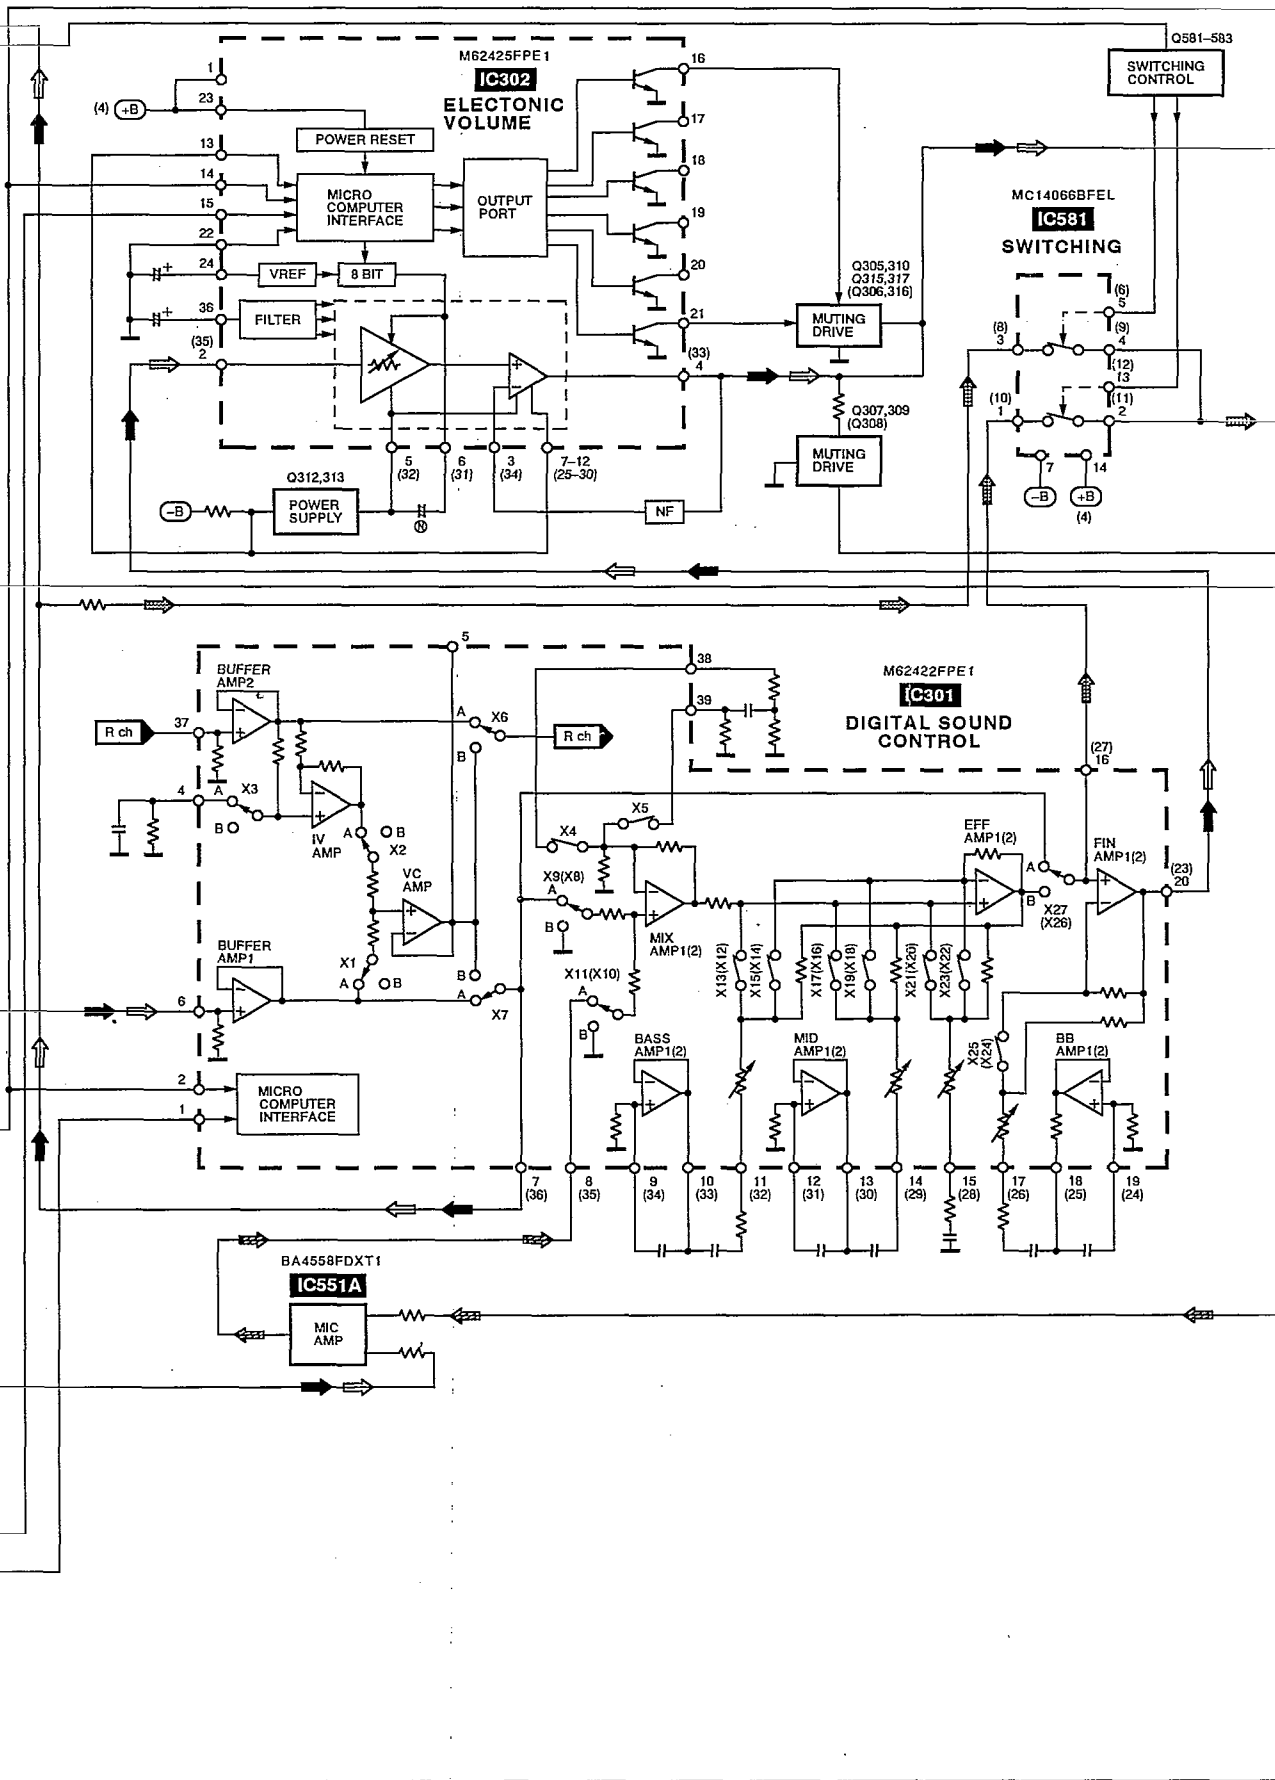 Q581-583
SWITCHING
CONTROL
M62425FPE1
IC302
ELECTONIC
VOLUME
1
(4) +B
23
13
14
15
22
24
36
(35)
2
POWER RESET
MICRO
COMPUTER
INTERFACE
OUTPUT
PORT
VREF
8 BIT
FILTER
+
+
+
−
16
17
18
19
20
21
(33)
4
5
(32)
6
(31)
3
(34)
7-12
(25-30)
Q312,313
-B
POWER
SUPPLY
N
NF
Q305,310
Q315,317
(Q306,316)
MUTING
DRIVE
Q307,309
(Q308)
MUTING
DRIVE
MC14066BFEL
IC581
SWITCHING
(6)
5
(8)
3
(9)
4
(12)
13
(10)
1
(11)
2
7
14
-B
+B
(4)
5
38
39
M62422FPE1
IC301
DIGITAL SOUND
CONTROL
BUFFER
AMP2
R ch
37
A
X6
B
R ch
4
A
X3
B
IV
AMP
A
B
X2
VC
AMP
X1
A
B
BUFFER
AMP1
6
B
A
X7
X5
X4
X9(X8)
A
B
MIX
AMP1(2)
X11(X10)
A
B
X13(X12)
X15(X14)
X17(X16)
X19(X18)
X21(X20)
X23(X22)
EFF
AMP1(2)
A
B
X27
(X26)
FIN
AMP1(2)
(27)
16
(23)
20
X25
(X24)
BASS
AMP1(2)
MID
AMP1(2)
BB
AMP1(2)
2
1
MICRO
COMPUTER
INTERFACE
7
(36)
8
(35)
9
(34)
10
(33)
11
(32)
12
(31)
13
(30)
14
(29)
15
(28)
17
(26)
18
(25)
19
(24)
BA4558FDXT1
IC551A
MIC
AMP